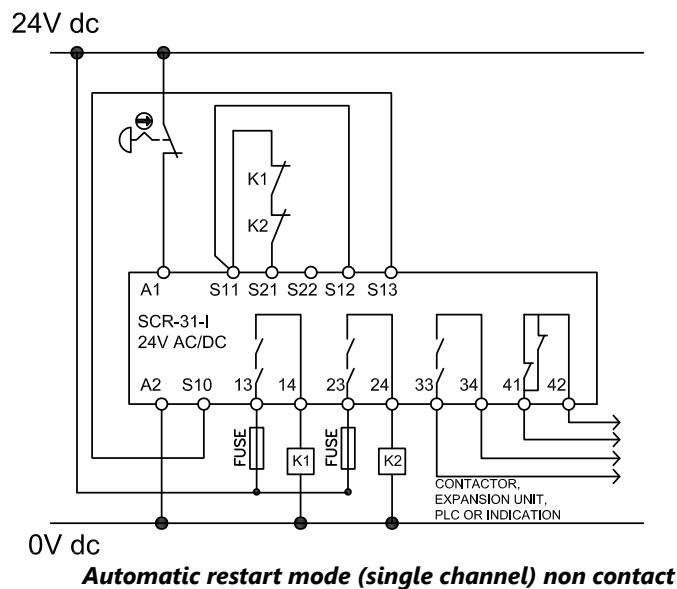 24V dc
K1
K2
A1 S11 S21 S22 S12 S13
SCR-31-I
24V AC/DC
A2 S10 13 14 23 24 33 34 41 42
FUSE K1 FUSE K2
CONTACTOR,
EXPANSION UNIT,
PLC OR INDICATION
0V dc
Automatic restart mode (single channel) non contact